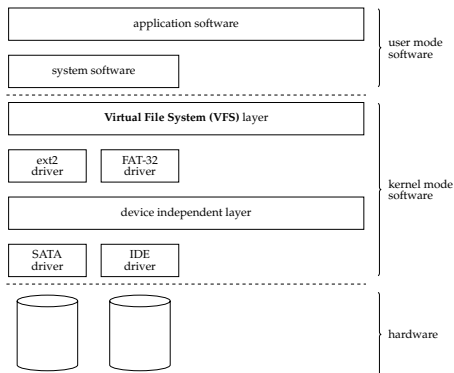 application software
user mode
software
system software
Virtual File System (VFS) layer
ext2
driver
FAT-32
driver
kernel mode
software
device independent layer
SATA
driver
IDE
driver
hardware